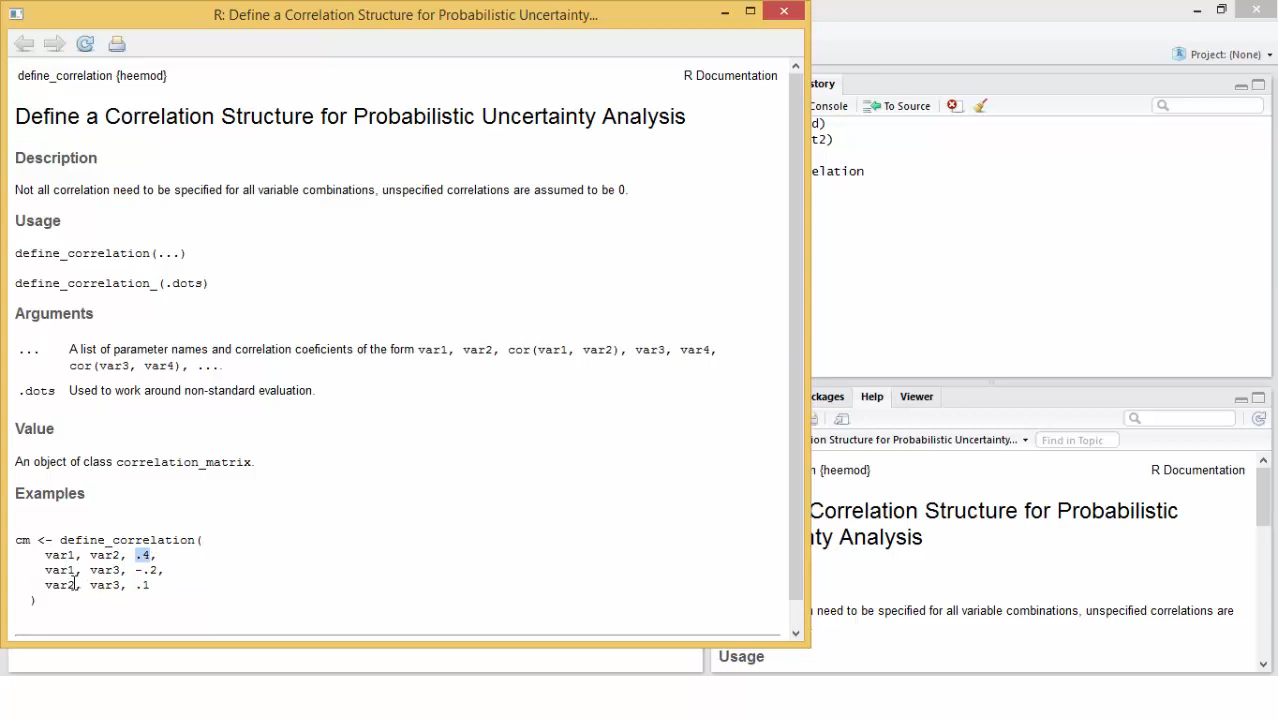 R: Define a Correlation Structure for Probabilistic Uncertainty...
define_correlation {heemod}
R Documentation
Define a Correlation Structure for Probabilistic Uncertainty Analysis
Description
Not all correlation need to be specified for all variable combinations, unspecified correlations are assumed to be 0.
Usage
define_correlation(...)
define_correlation_(.dots)
Arguments
... A list of parameter names and correlation coeficients of the form var1, var2, cor(var1, var2), var3, var4,
cor(var3, var4), ....
.dots Used to work around non-standard evaluation.
Value
An object of class correlation_matrix.
Examples
cm <- define_correlation(
var1, var2, .4,
var1, var3, -.2,
var2, var3, .1
)
Project: (None)
story
Console To Source
d)
t2)
elation
ckages Help Viewer
on Structure for Probabilistic Uncertainty... Find in Topic
n {heemod} R Documentation
Correlation Structure for Probabilistic
nty Analysis
n need to be specified for all variable combinations, unspecified correlations are
Usage